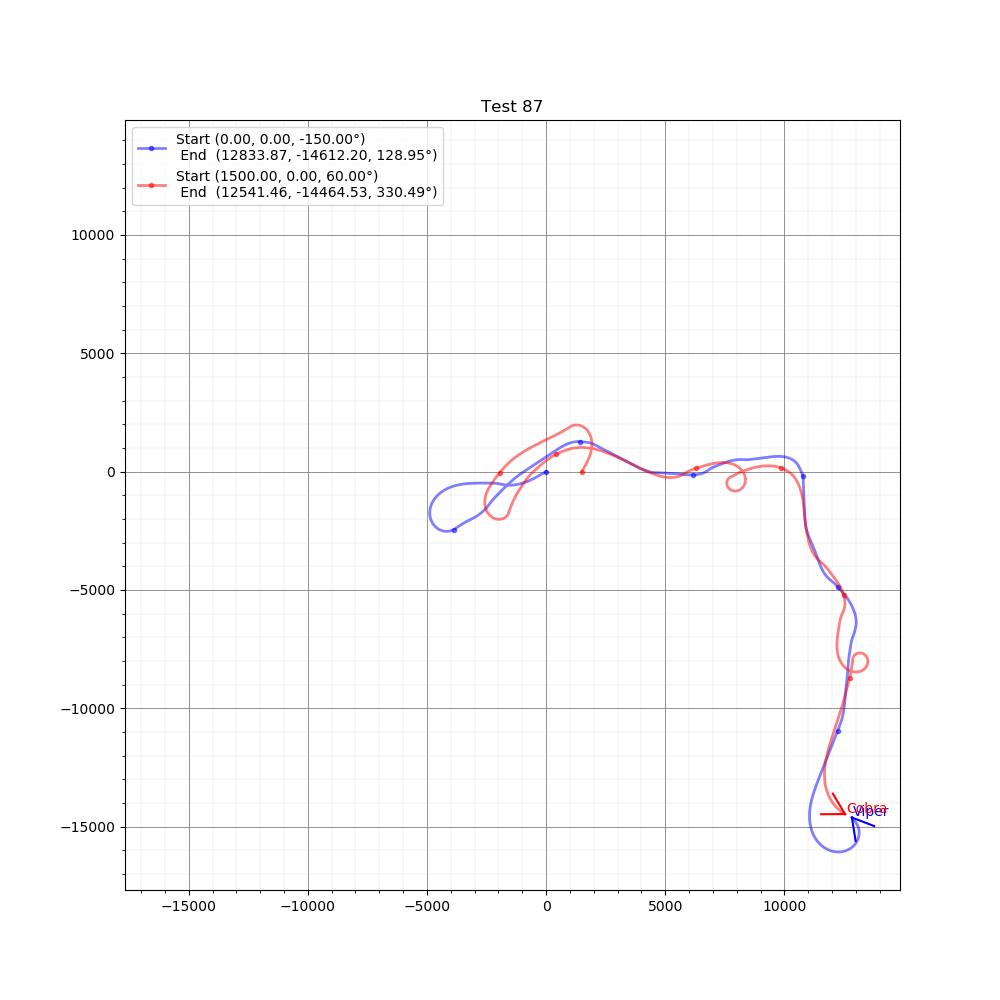 Test 87
Start (0.00, 0.00, -150.00°)
End  (12833.87, -14612.20, 128.95°)
Start (1500.00, 0.00, 60.00°)
End  (12541.46, -14464.53, 330.49°)
10000
5000
0
−5000
−10000
−15000
Cobra
Viper
−15000
−10000
−5000
0
5000
10000